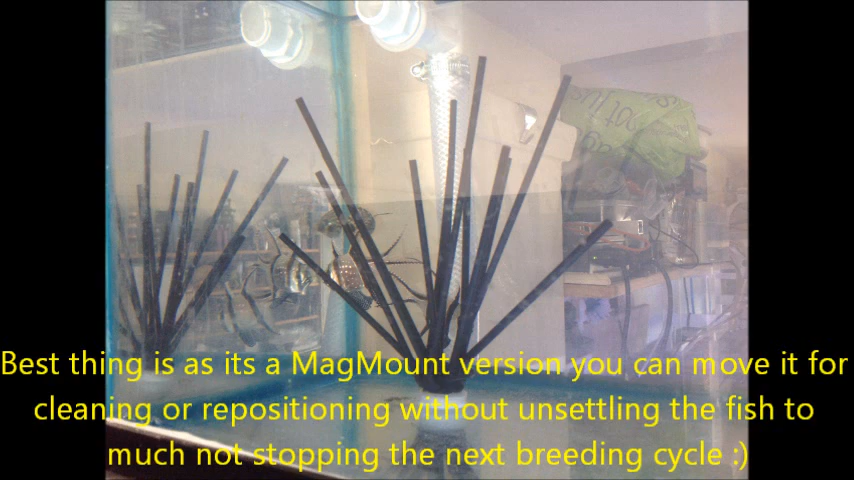 Best thing is as its a MagMount version you can move it for
cleaning or repositioning without unsettling the fish to
much not stopping the next breeding cycle :)